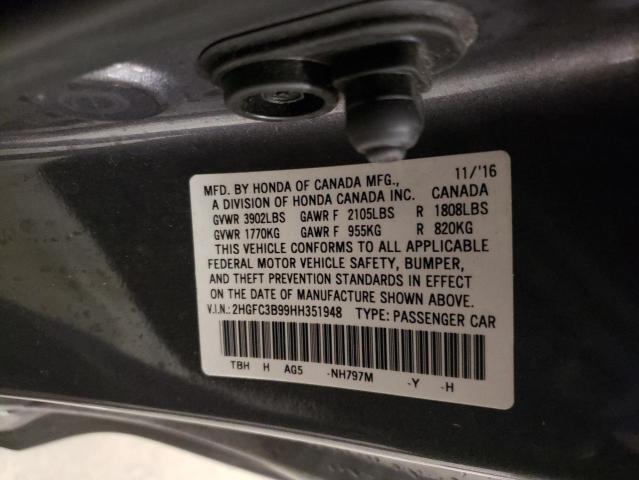 MFD. BY HONDA OF CANADA MFG., 11/'16
A DIVISION OF HONDA CANADA INC. CANADA
GVWR 3902LBS GAWR F 2105LBS R 1808LBS
GVWR 1770KG GAWR F 955KG R 820KG
THIS VEHICLE CONFORMS TO ALL APPLICABLE
FEDERAL MOTOR VEHICLE SAFETY, BUMPER,
AND THEFT PREVENTION STANDARDS IN EFFECT
ON THE DATE OF MANUFACTURE SHOWN ABOVE.
V.I.N.: 2HGFC3B99HH351948 TYPE: PASSENGER CAR
TBH H AG5 -NH797M -Y -H